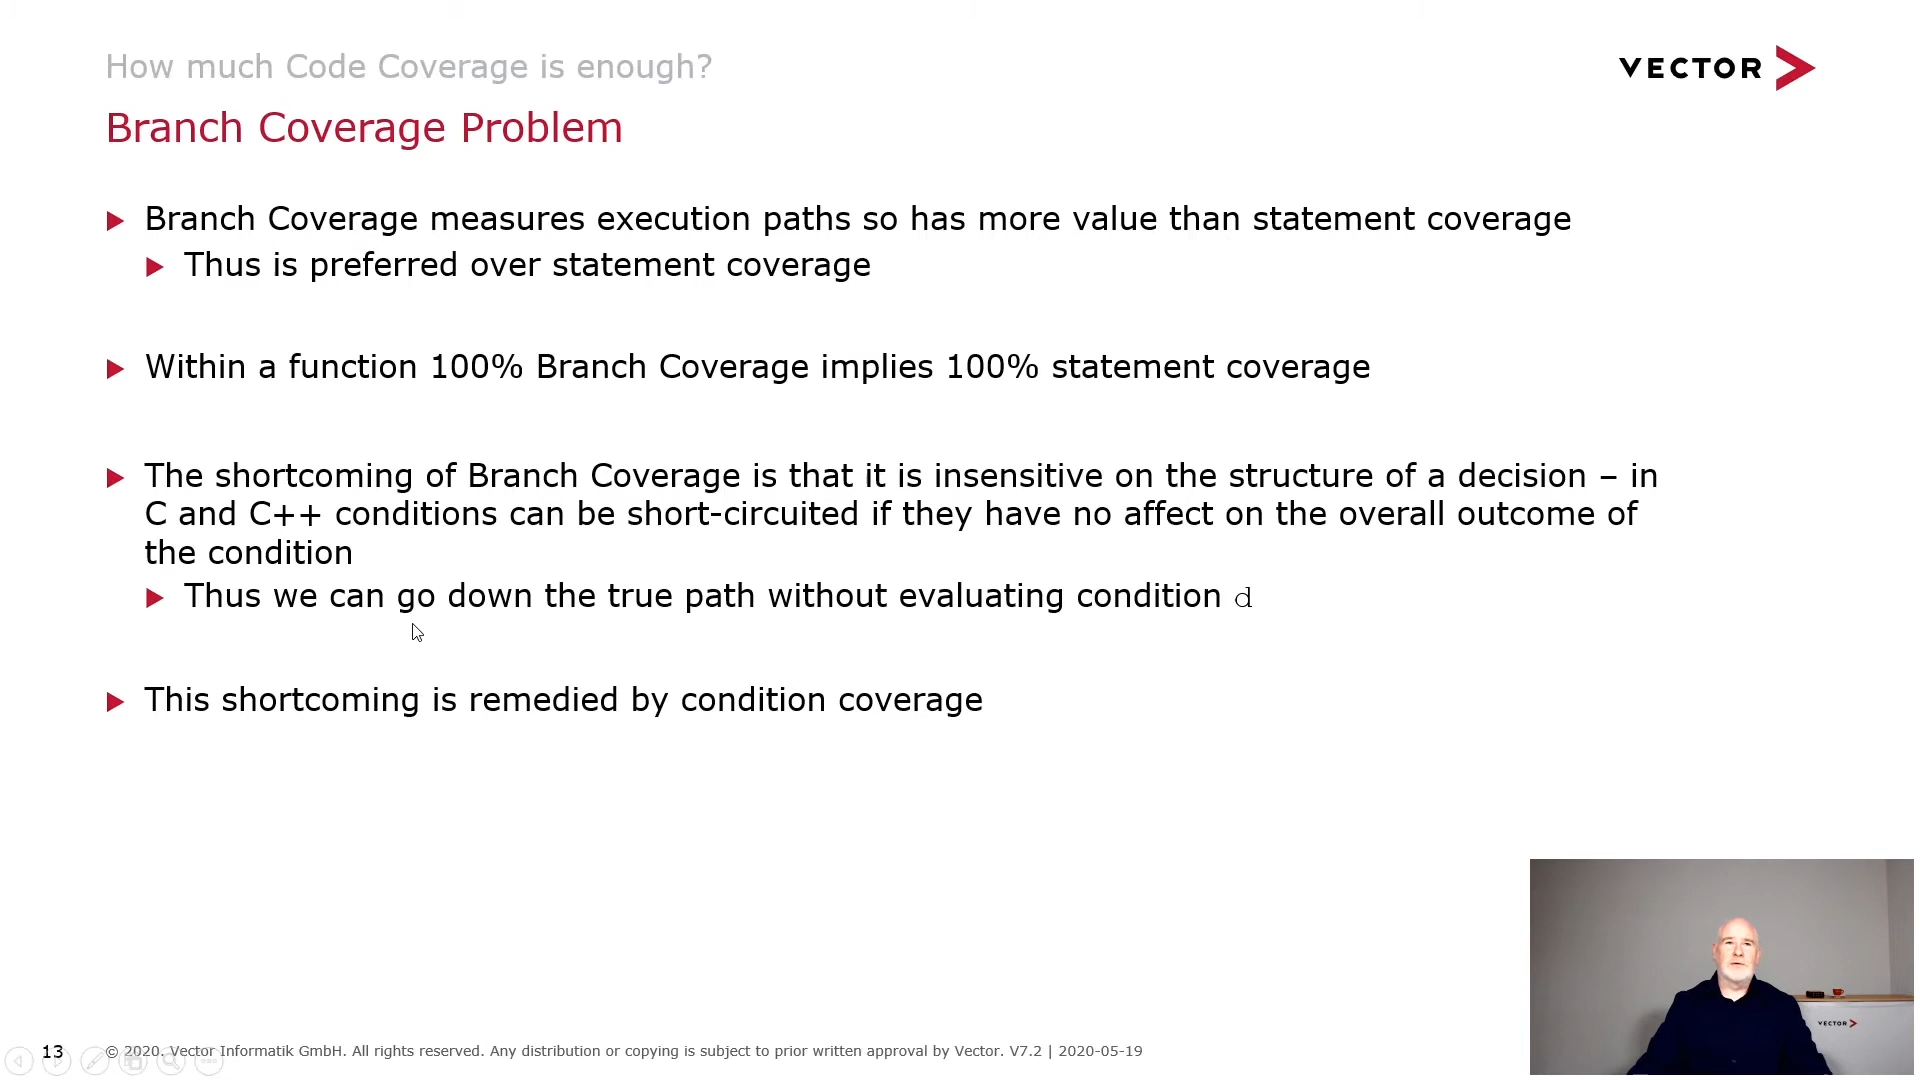 How much Code Coverage is enough?
VECTOR
Branch Coverage Problem
Branch Coverage measures execution paths so has more value than statement coverage
Thus is preferred over statement coverage
Within a function 100% Branch Coverage implies 100% statement coverage
The shortcoming of Branch Coverage is that it is insensitive on the structure of a decision – in
C and C++ conditions can be short-circuited if they have no affect on the overall outcome of
the condition
Thus we can go down the true path without evaluating condition d
This shortcoming is remedied by condition coverage
VECTOR
13
© 2020. Vector Informatik GmbH. All rights reserved. Any distribution or copying is subject to prior written approval by Vector. V7.2 | 2020-05-19